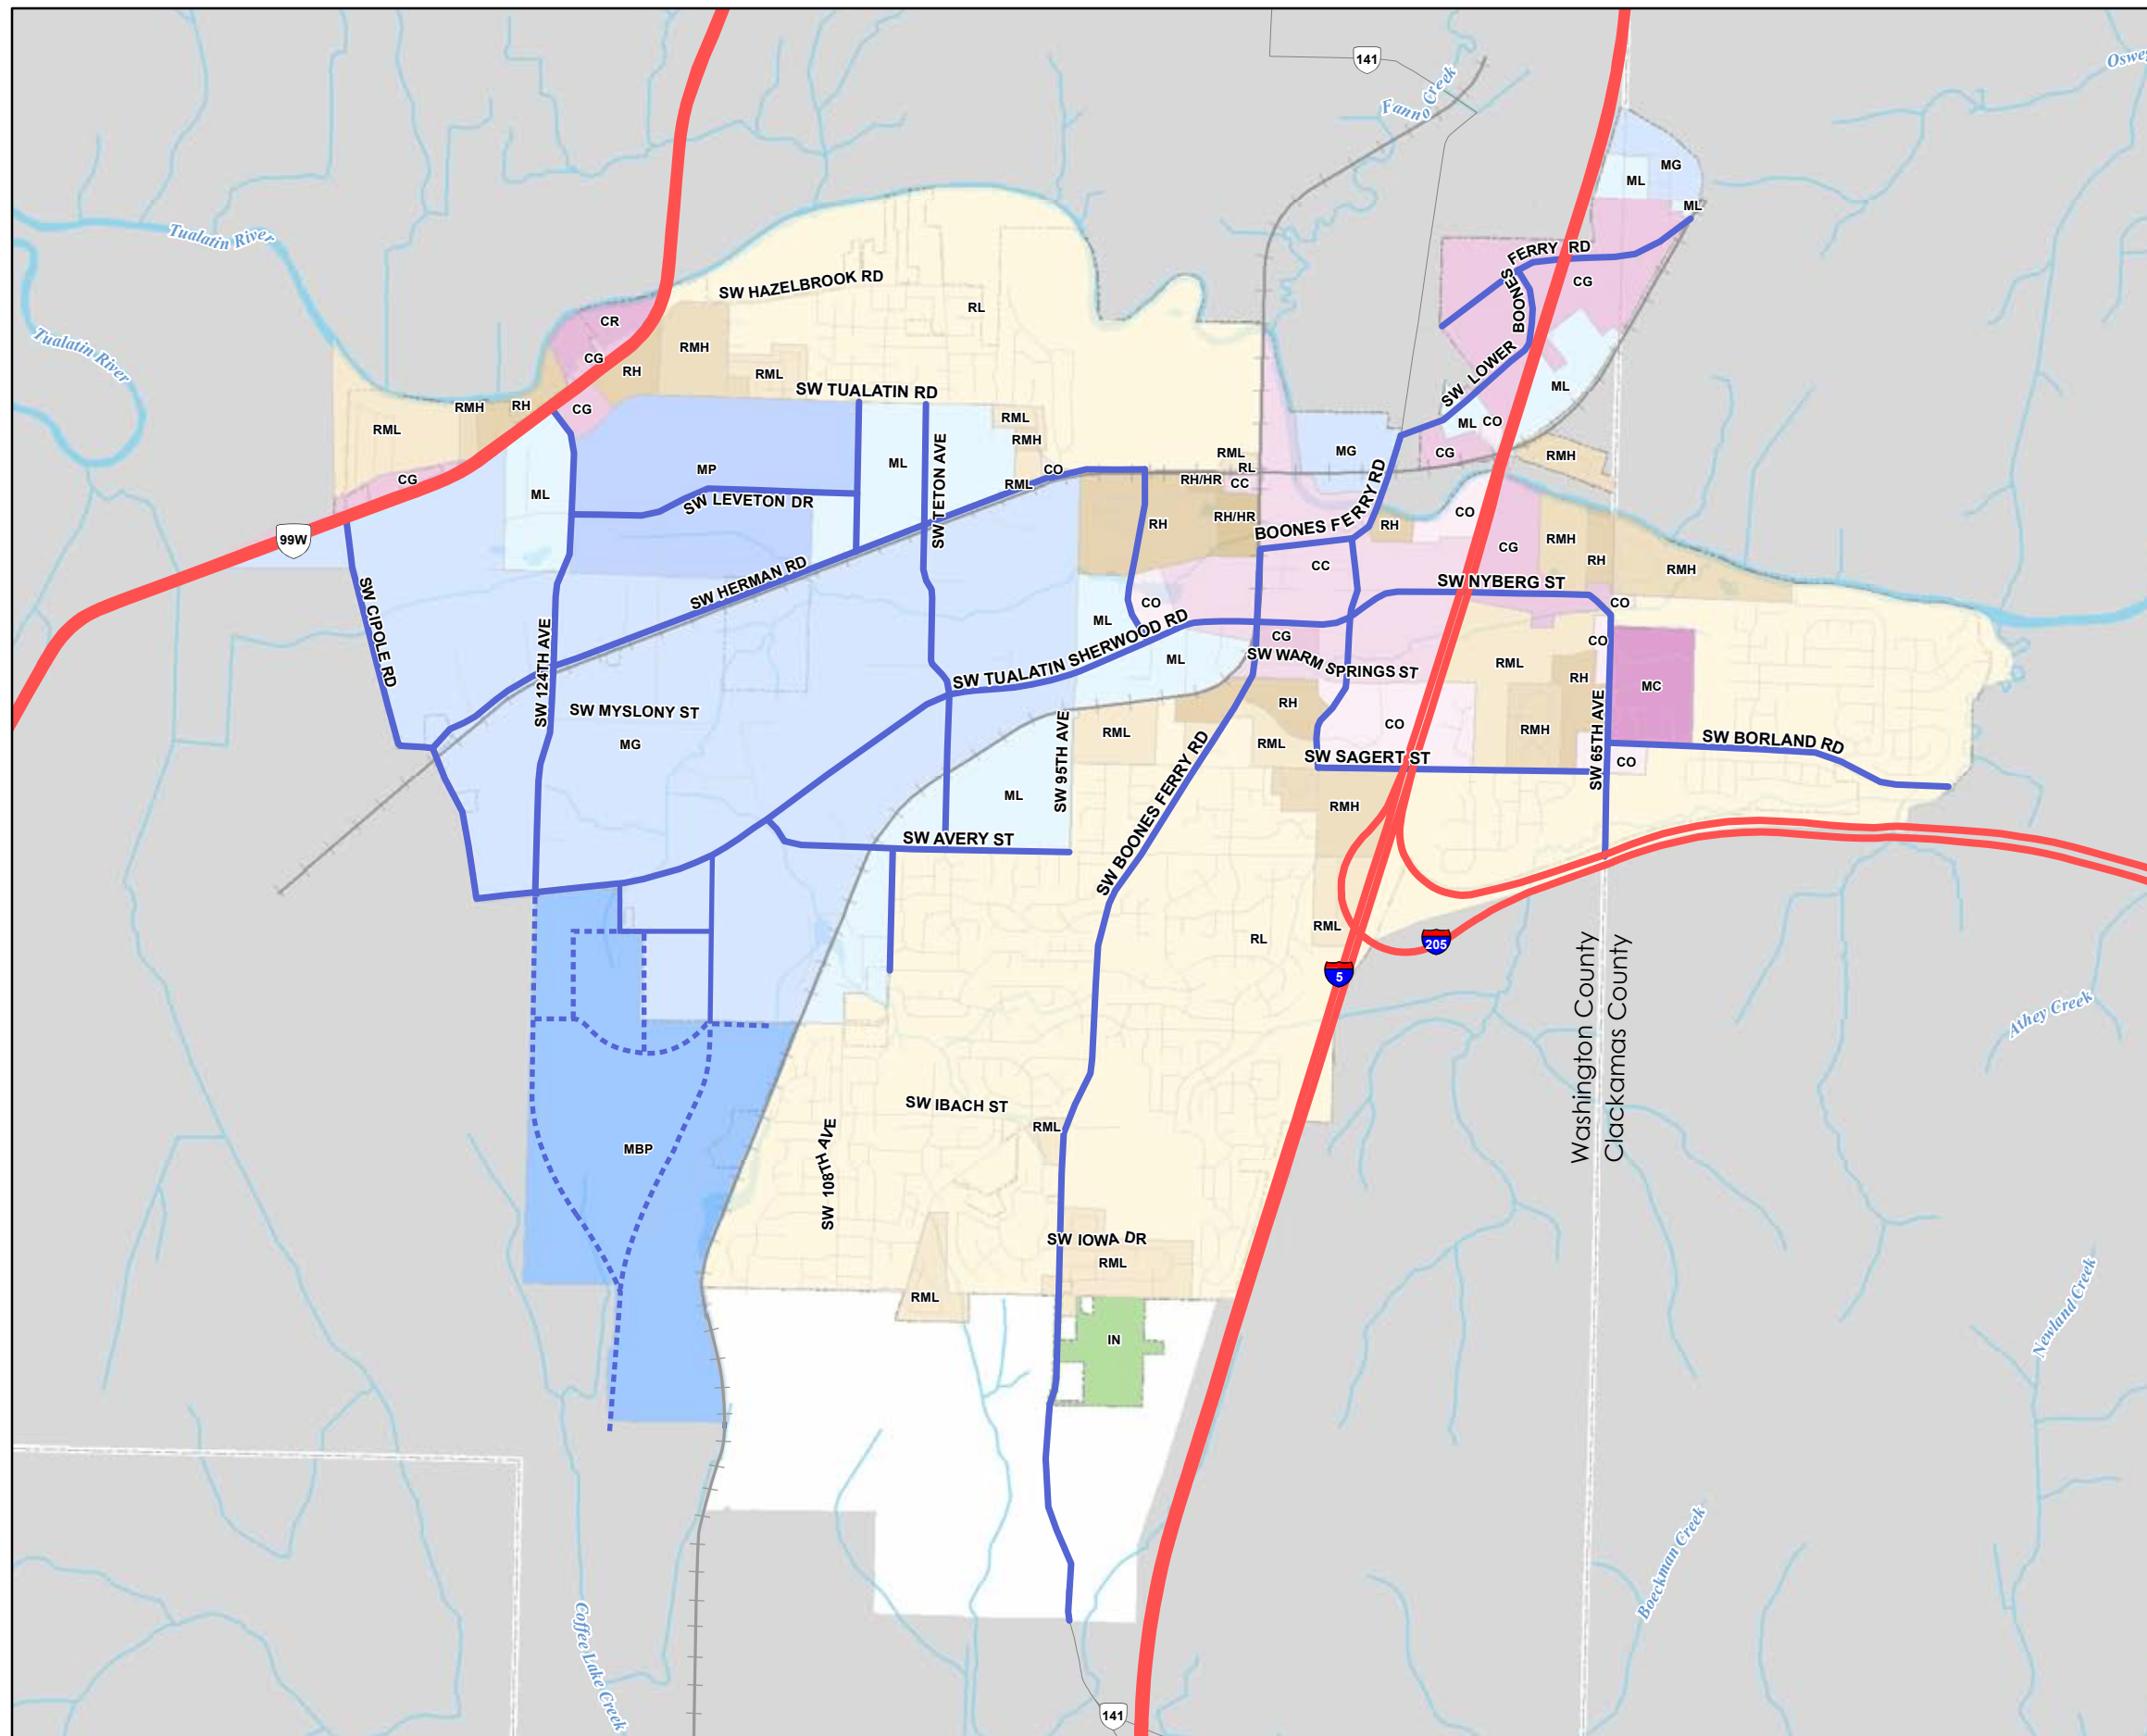 141
Fanno Creek
Oswe
MG
ML
ML
Tualatin River
FERRY RD
BOONES
CG
SW HAZELBROOK RD
RL
CR
Tualatin River
CG
RMH
RH
RML
SW LOWER
ML
SW TUALATIN RD
RMH
RH
CG
RML
RML
RMH
ML
CO
MG
RML
RL
CG
RMH
MP
ML
SW TETON AVE
CO
RML
RH/HR
CC
CG
ML
SW LEVETON DR
CO
RH
RH/HR
BOONES FERRY RD
RH
99W
CG
RMH
RH
RMH
CC
SW NYBERG ST
SW HERMAN RD
SW CIPOLE RD
CO
CO
ML
SW TUALATIN SHERWOOD RD
CG
CO
ML
SW WARM SPRINGS ST
RML
RH
MC
SW 124TH AVE
SW MYSLONY ST
MG
RH
CO
RMH
SW 65TH AVE
RML
RML
SW 95TH AVE
SW BOONES FERRY RD
SW SAGERT ST
SW BORLAND RD
CO
ML
RMH
SW AVERY ST
RL
RML
205
5
Washington County
Clackamas County
Athey Creek
SW IBACH ST
RML
MBP
SW 108TH AVE
SW IOWA DR
RML
RML
IN
Newland Creek
Boeckman Creek
Coffee Lake Creek
141